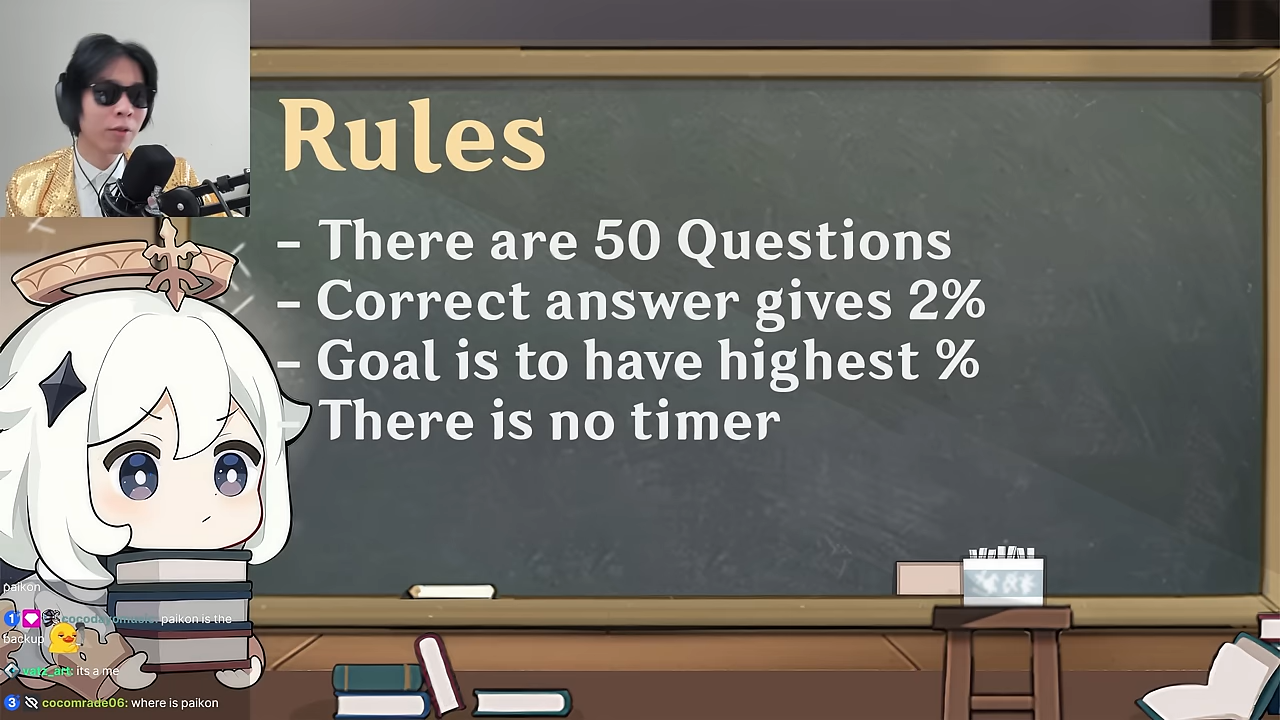 Rules
- There are 50 Questions
- Correct answer gives 2%
- Goal is to have highest %
- There is no timer
paikon
paikon is the
backup
its a me
3 cocomrade06: where is paikon